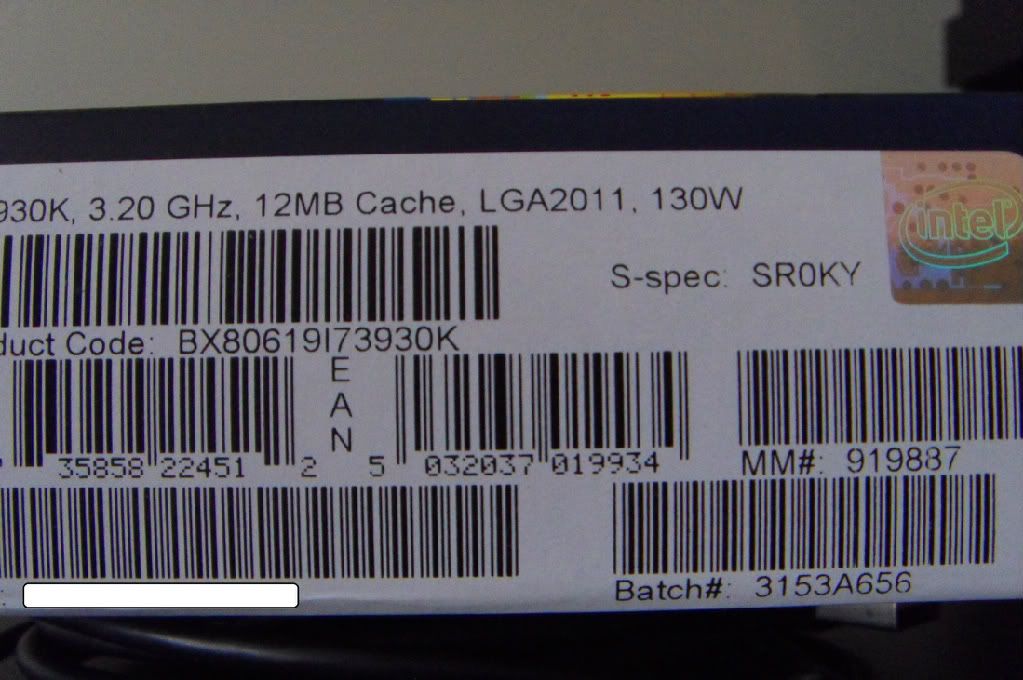 930K, 3.20 GHz, 12MB Cache, LGA2011, 130W
intel
S-spec: SR0KY
duct Code: BX80619I73930K
EAN
35858 22451 2
5 032037 019934
MM#: 919887
Batch#: 3153A656